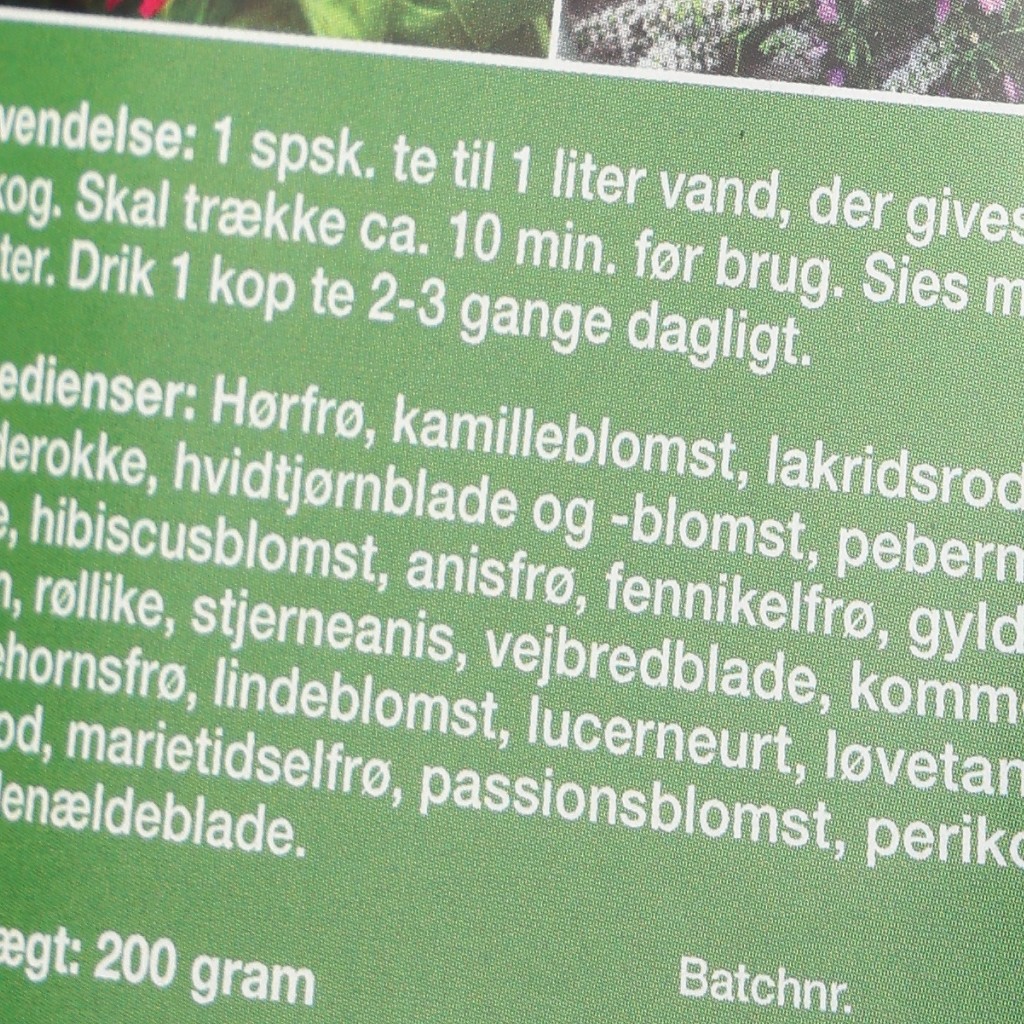 vendelse: 1 spsk. te til 1 liter vand, der gives
kog. Skal trække ca. 10 min. før brug. Sies m
ter. Drik 1 kop te 2-3 gange dagligt.
edienser: Hørfrø, kamilleblomst, lakridsrod
derokke, hvidtjørnblade og -blomst, pebern
e, hibiscusblomst, anisfrø, fennikelfrø, gyld
n, røllike, stjerneanis, vejbredblade, komm
ehornsfrø, lindeblomst, lucerneurt, løvetan
od, marietidselfrø, passionsblomst, periko
denældeblade.
ægt: 200 gram
Batchnr.